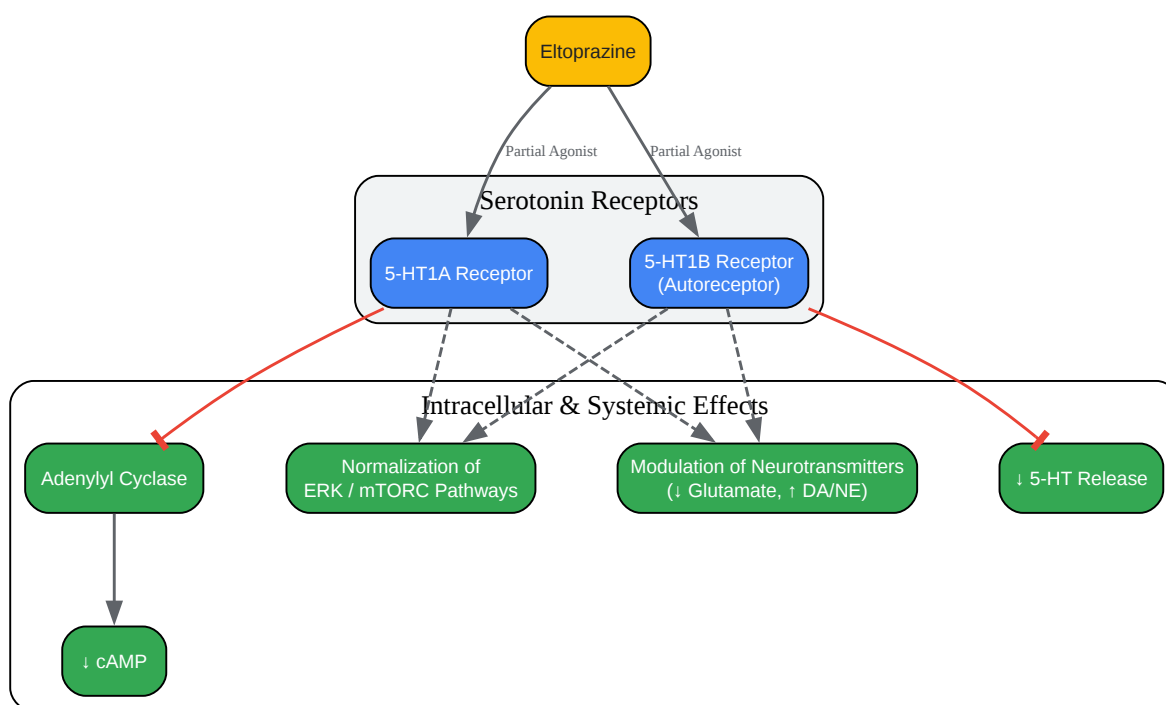 Eltoprazine
Partial Agonist
Partial Agonist
Serotonin Receptors
5-HT1A Receptor
5-HT1B Receptor
(Autoreceptor)
Intracellular & Systemic Effects
Adenylyl Cyclase
Normalization of
ERK / mTORC Pathways
Modulation of Neurotransmitters
(↓ Glutamate, ↑ DA/NE)
↓ 5-HT Release
↓ cAMP